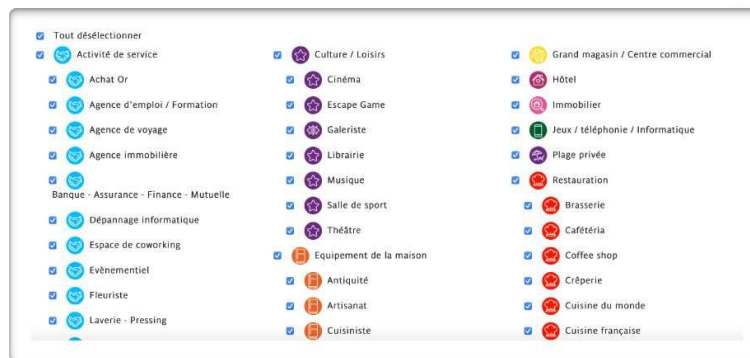 Tout désélectionner
Activité de service
Achat Or
Agence d'emploi / Formation
Agence de voyage
Agence immobilière
Banque - Assurance - Finance - Mutuelle
Dépannage informatique
Espace de coworking
Evènementiel
Fleuriste
Laverie - Pressing
Culture / Loisirs
Cinéma
Escape Game
Galeriste
Librairie
Musique
Salle de sport
Théâtre
Equipement de la maison
Antiquité
Artisanat
Cuisiniste
Grand magasin / Centre commercial
Hôtel
Immobilier
Jeux / téléphonie / Informatique
Plage privée
Restauration
Brasserie
Cafétéria
Coffee shop
Crêperie
Cuisine du monde
Cuisine française